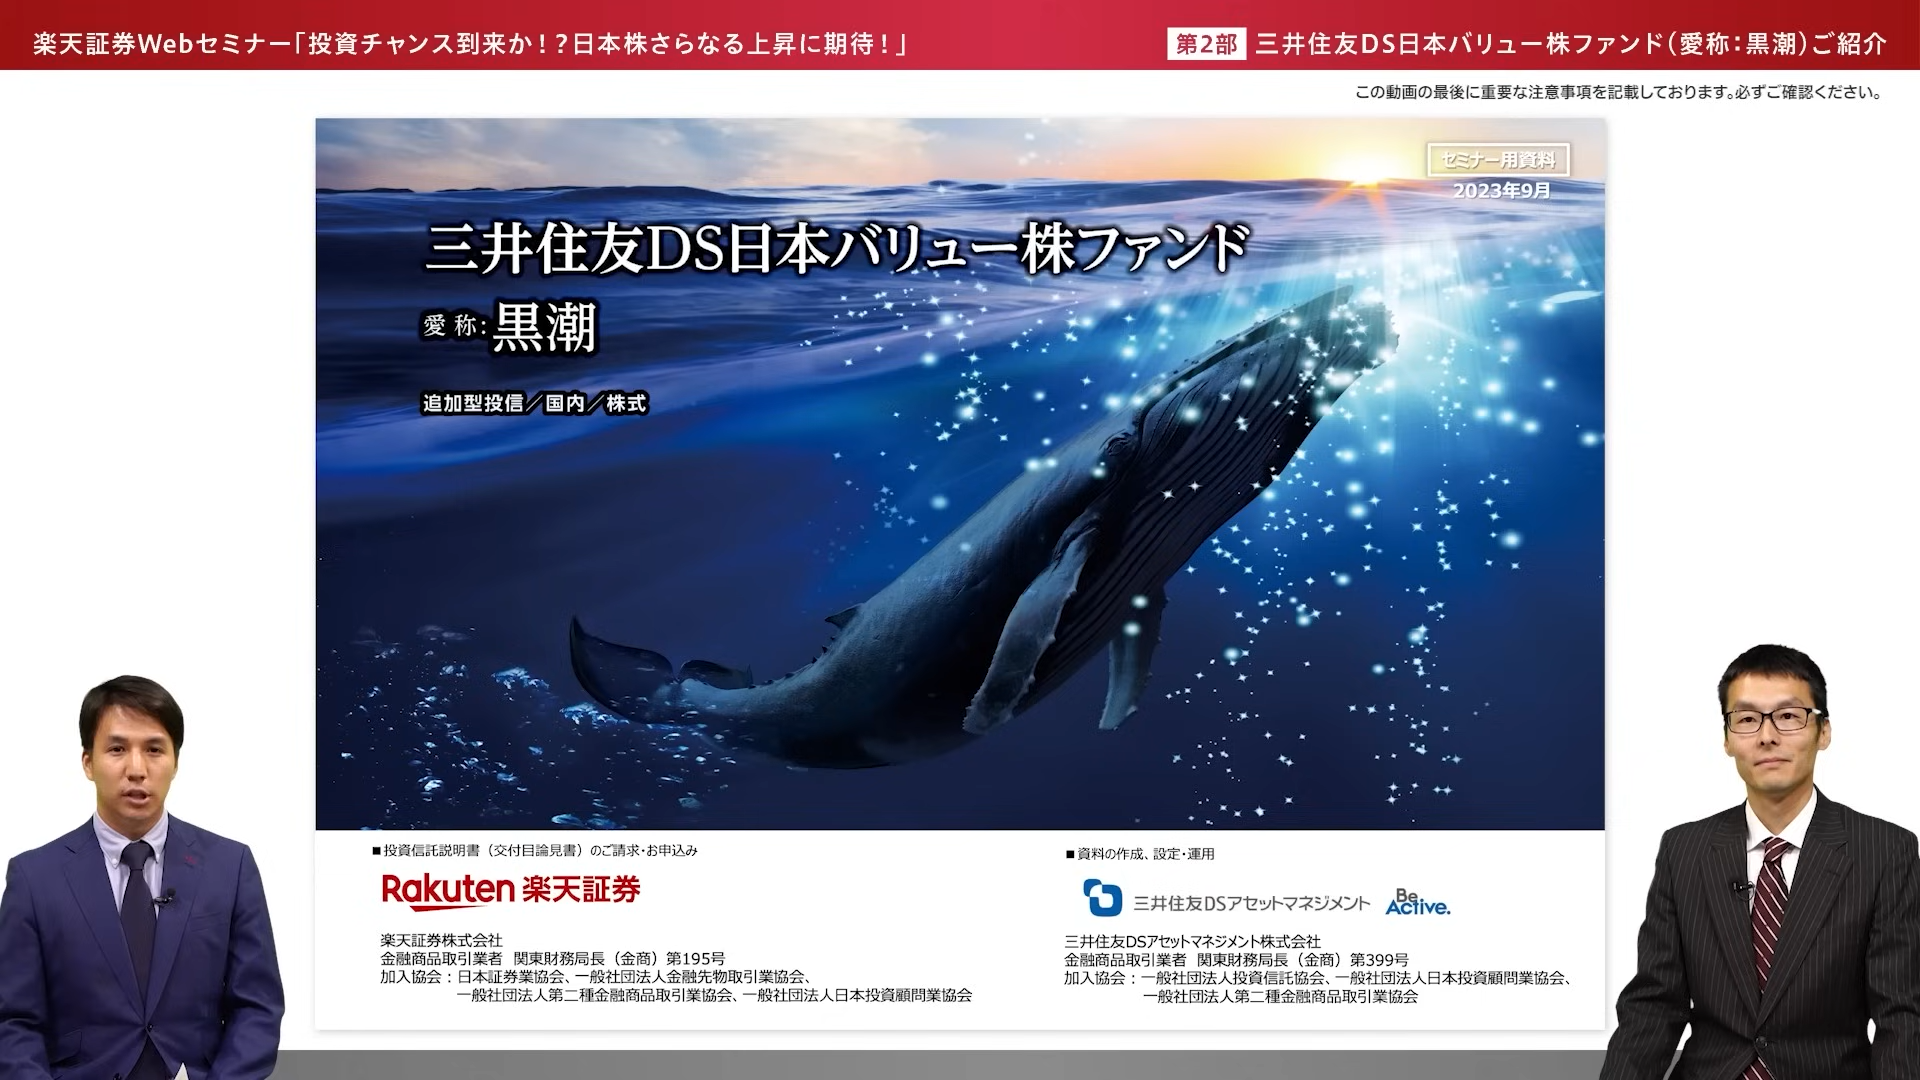 楽天証券Webセミナー「投資チャンス到来か！？日本株さらなる上昇に期待！」
第2部 三井住友DS日本バリュー株ファンド（愛称：黒潮）ご紹介
この動画の最後に重要な注意事項を記載しております。必ずご確認ください。
セミナー用資料
2023年9月
三井住友DS日本バリュー株ファンド
愛称：黒潮
追加型投信／国内／株式
■投資信託説明書（交付目論見書）のご請求・お申込み
Rakuten 楽天証券
楽天証券株式会社
金融商品取引業者 関東財務局長（金商）第195号
加入協会：日本証券業協会、一般社団法人金融先物取引業協会、
一般社団法人第二種金融商品取引業協会、一般社団法人日本投資顧問業協会
■資料の作成、設定・運用
三井住友DSアセットマネジメント Be Active.
三井住友DSアセットマネジメント株式会社
金融商品取引業者 関東財務局長（金商）第399号
加入協会：一般社団法人投資信託協会、一般社団法人日本投資顧問業協会、
一般社団法人第二種金融商品取引業協会